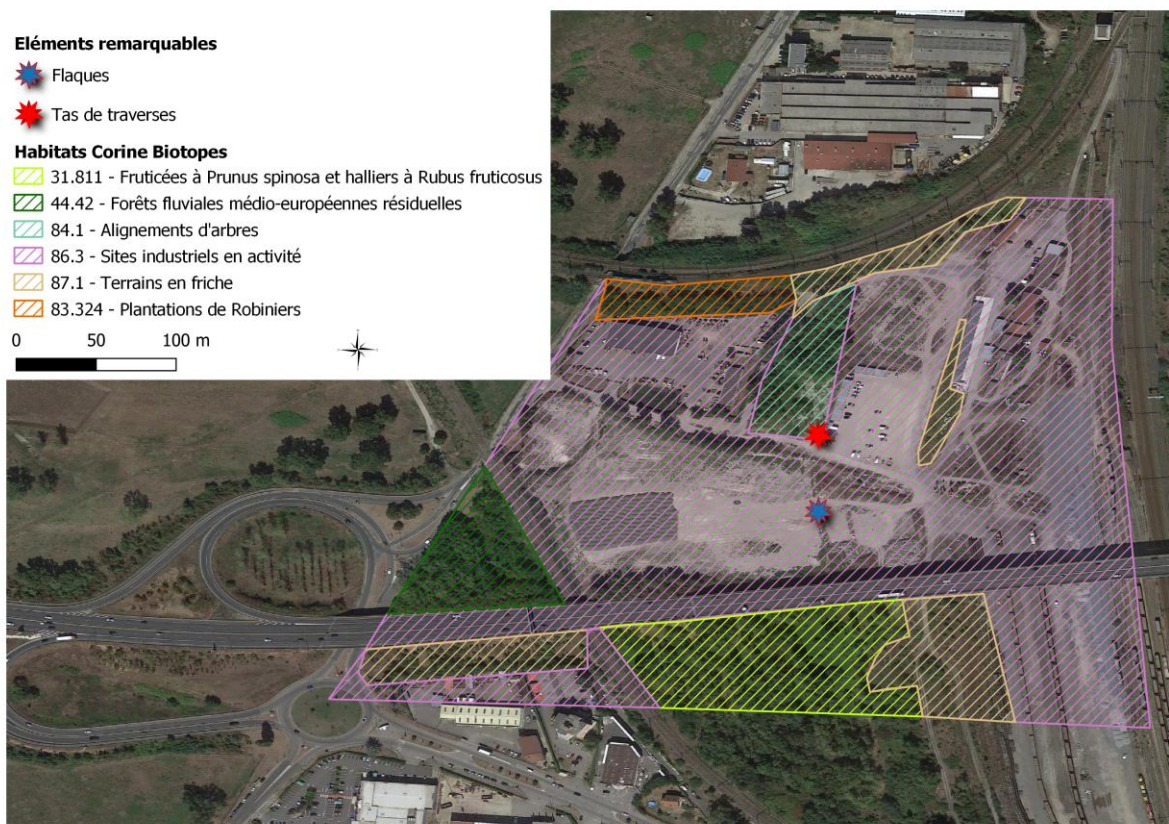 Eléments remarquables
Flaques
Tas de traverses
Habitats Corine Biotopes
31.811 - Fruticées à Prunus spinosa et halliers à Rubus fruticosus
44.42 - Forêts fluviales médio-européennes résiduelles
84.1 - Alignements d'arbres
86.3 - Sites industriels en activité
87.1 - Terrains en friche
83.324 - Plantations de Robiniers
0 50 100 m